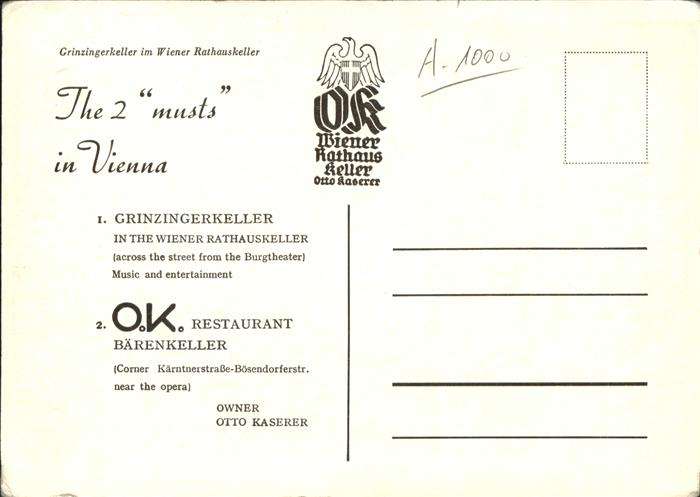 Grinzingerkeller im Wiener Rathauskeller
The 2 “musts”
in Vienna
OK
Wiener
Rathaus
Keller
Otto Kaserer
A. 1000
1. GRINZINGERKELLER
IN THE WIENER RATHAUSKELLER
(across the street from the Burgtheater)
Music and entertainment
2. O.K. RESTAURANT
BÄRENKELLER
(Corner Kärntnerstraße-Bösendorferstr.
near the opera)
OWNER
OTTO KASERER